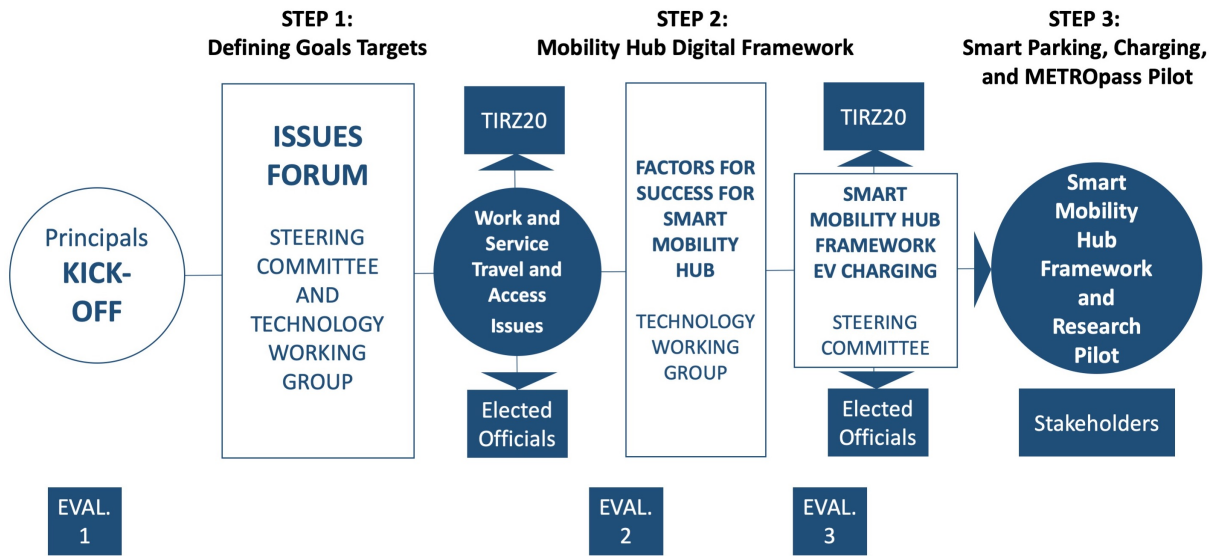 STEP 1:
Defining Goals Targets
STEP 2:
Mobility Hub Digital Framework
STEP 3:
Smart Parking, Charging,
and METROpass Pilot
Principals
KICK-
OFF
ISSUES
FORUM
STEERING
COMMITTEE
AND
TECHNOLOGY
WORKING
GROUP
TIRZ20
Work and
Service
Travel and
Access
Issues
Elected
Officials
FACTORS FOR
SUCCESS FOR
SMART
MOBILITY
HUB
TECHNOLOGY
WORKING
GROUP
TIRZ20
SMART
MOBILITY HUB
FRAMEWORK
EV CHARGING
STEERING
COMMITTEE
Elected
Officials
Smart
Mobility
Hub
Framework
and
Research
Pilot
Stakeholders
EVAL.
1
EVAL.
2
EVAL.
3